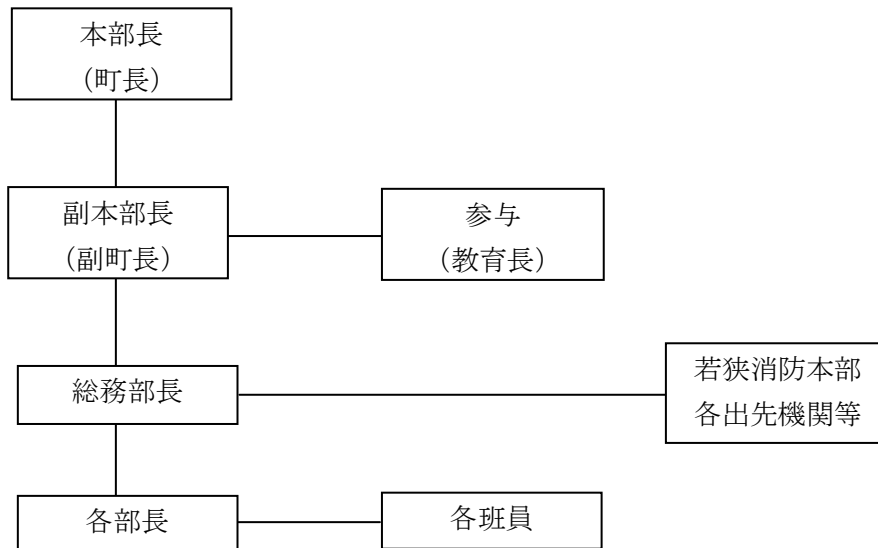 本部長
(町長)
副本部長
(副町長)
参与
(教育長)
総務部長
若狭消防本部
各出先機関等
各部長
各班員